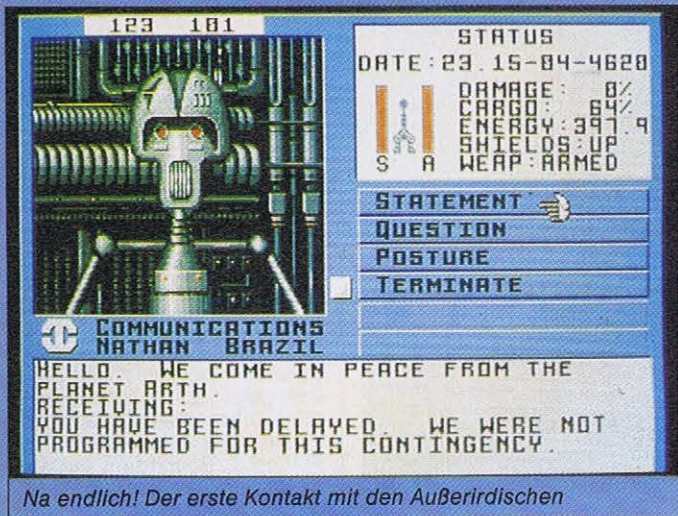 123 181
STATUS
DATE:23.15-04-4620
DAMAGE: 0%
CARGO: 64%
ENERGY:397.9
SHIELDS:UP
WEAP:ARMED
S A
STATEMENT
QUESTION
POSTURE
TERMINATE
COMMUNICATIONS
NATHAN BRAZIL
HELLO. WE COME IN PEACE FROM THE
PLANET ARTH.
RECEIVING:
YOU HAVE BEEN DELAYED. WE WERE NOT
PROGRAMMED FOR THIS CONTINGENCY.
Na endlich! Der erste Kontakt mit den Außerirdischen